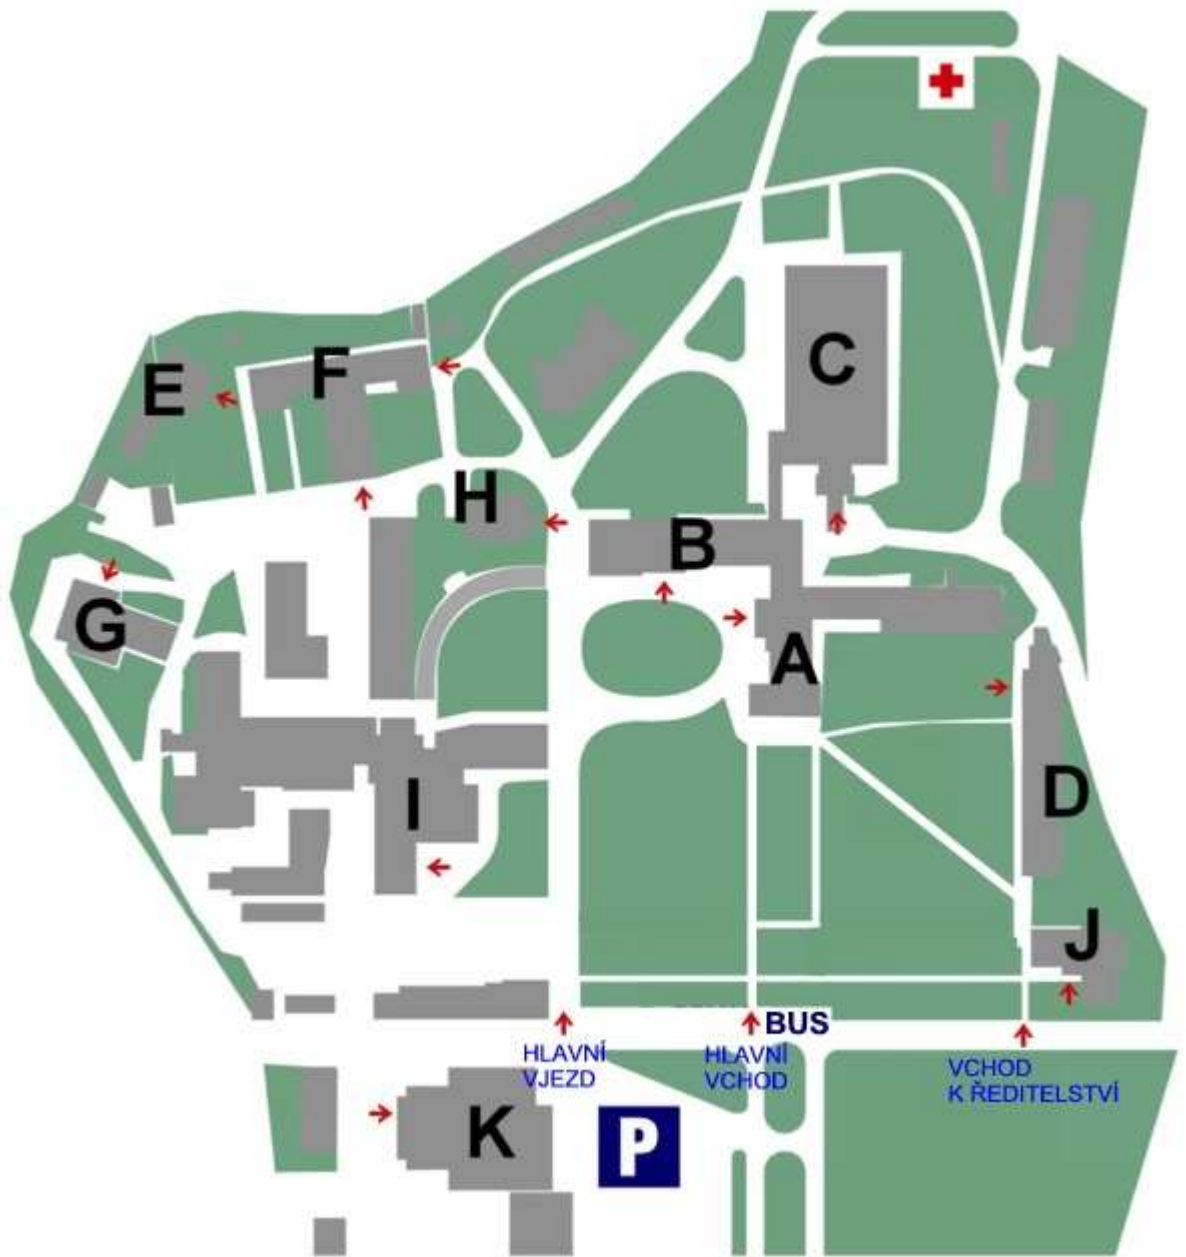 C
F
E
H
B
G
A
D
I
J
BUS
HLAVNÍ
VJEZD
HLAVNÍ
VCHOD
VCHOD
K ŘEDITELSTVÍ
K
P